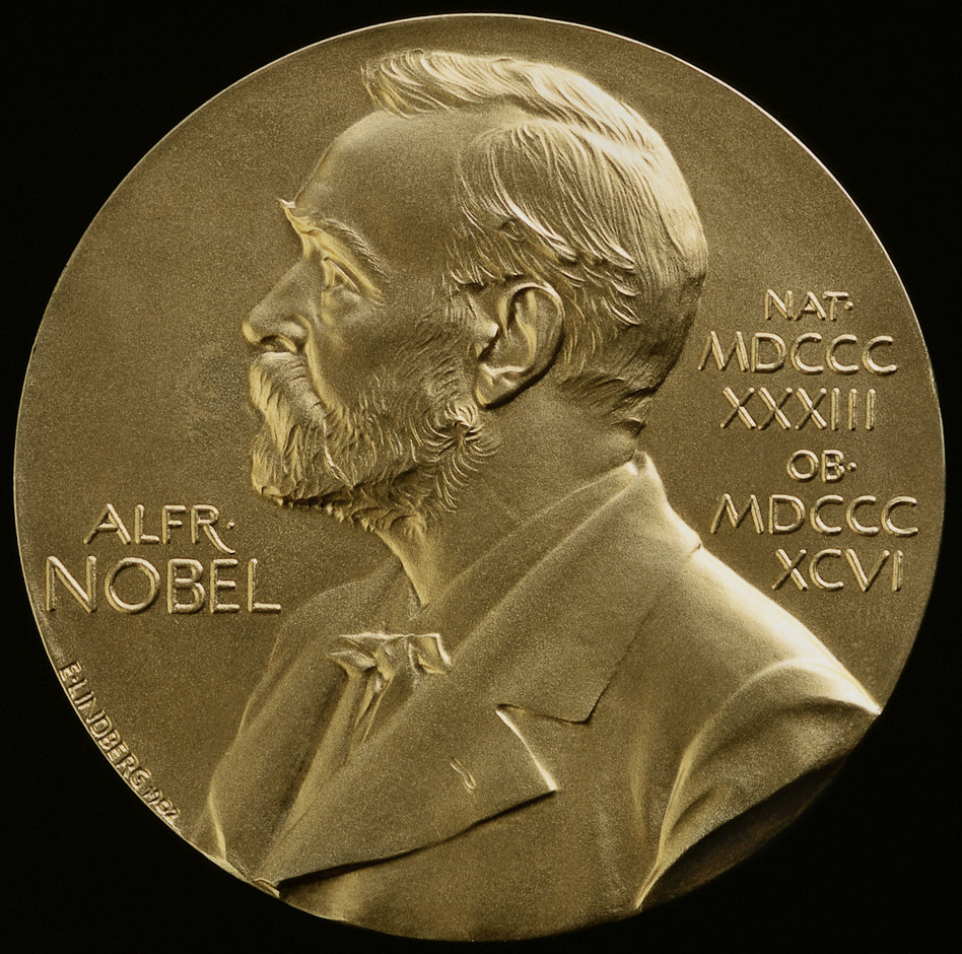 ALFR·
NOBEL
NAT·
MDCCC
XXXIII
OB·
MDCCC
XCVI
E·LINDBERG 1902